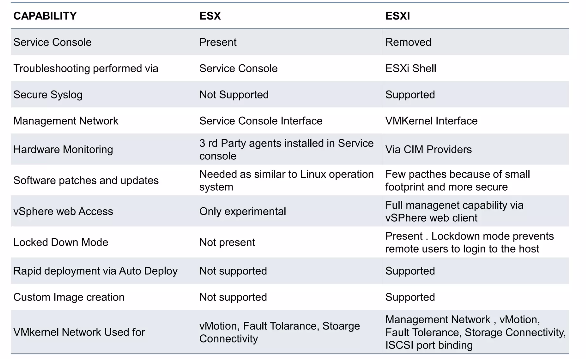 CAPABILITY ESX ESXI
Service Console Present Removed
Troubleshooting performed via Service Console ESXi Shell
Secure Syslog Not Supported Supported
Management Network Service Console Interface VMKernel Interface
Hardware Monitoring 3 rd Party agents installed in Service
console Via CIM Providers
Software patches and updates Needed as similar to Linux operation
system Few pacthes because of small
footprint and more secure
vSphere web Access Only experimental Full managenet capability via
vSPhere web client
Locked Down Mode Not present Present . Lockdown mode prevents
remote users to login to the host
Rapid deployment via Auto Deploy Not supported Supported
Custom Image creation Not supported Supported
VMkernel Network Used for vMotion, Fault Tolarance, Stoarge
Connectivity Management Network , vMotion,
Fault Tolerance, Storage Connectivity,
ISCSI port binding